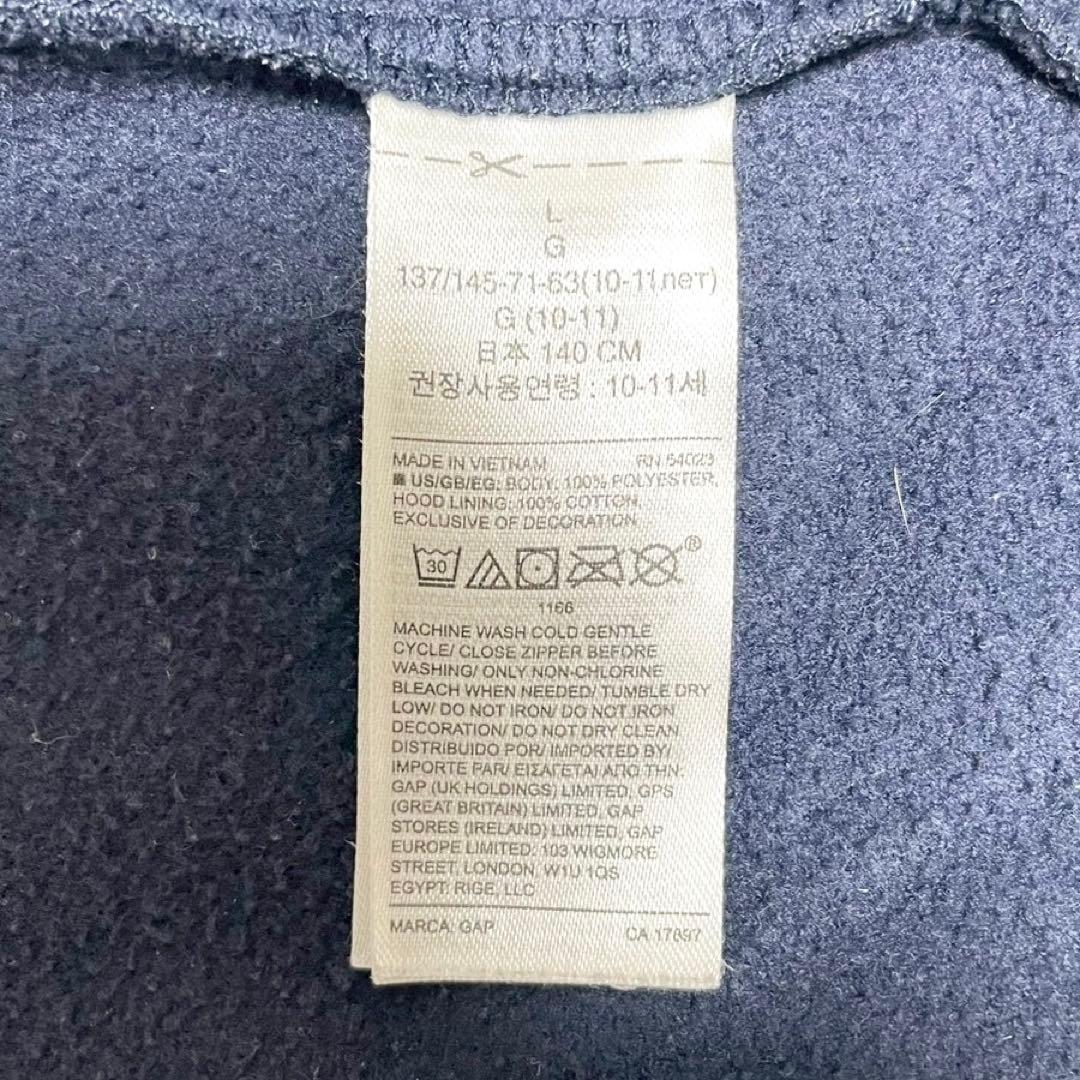 L
G
137/145-71-63(10-11лет)
G (10-11)
日本 140 CM
권장사용연령 : 10-11세
MADE IN VIETNAM RN 54023
US/GB/EG: BODY: 100% POLYESTER,
HOOD LINING: 100% COTTON.
EXCLUSIVE OF DECORATION
30 ®
1166
MACHINE WASH COLD GENTLE
CYCLE/ CLOSE ZIPPER BEFORE
WASHING/ ONLY NON-CHLORINE
BLEACH WHEN NEEDED/ TUMBLE DRY
LOW/ DO NOT IRON/ DO NOT IRON
DECORATION/ DO NOT DRY CLEAN
DISTRIBUIDO POR/ IMPORTED BY/
IMPORTE PAR/ ΕΙΣΑΓΕΤΑΙ ΑΠΟ ΤΗΝ:
GAP (UK HOLDINGS) LIMITED, GPS
(GREAT BRITAIN) LIMITED, GAP
STORES (IRELAND) LIMITED, GAP
EUROPE LIMITED: 103 WIGMORE
STREET, LONDON, W1U 1QS
EGYPT: RIGE, LLC
MARCA: GAP CA 17897